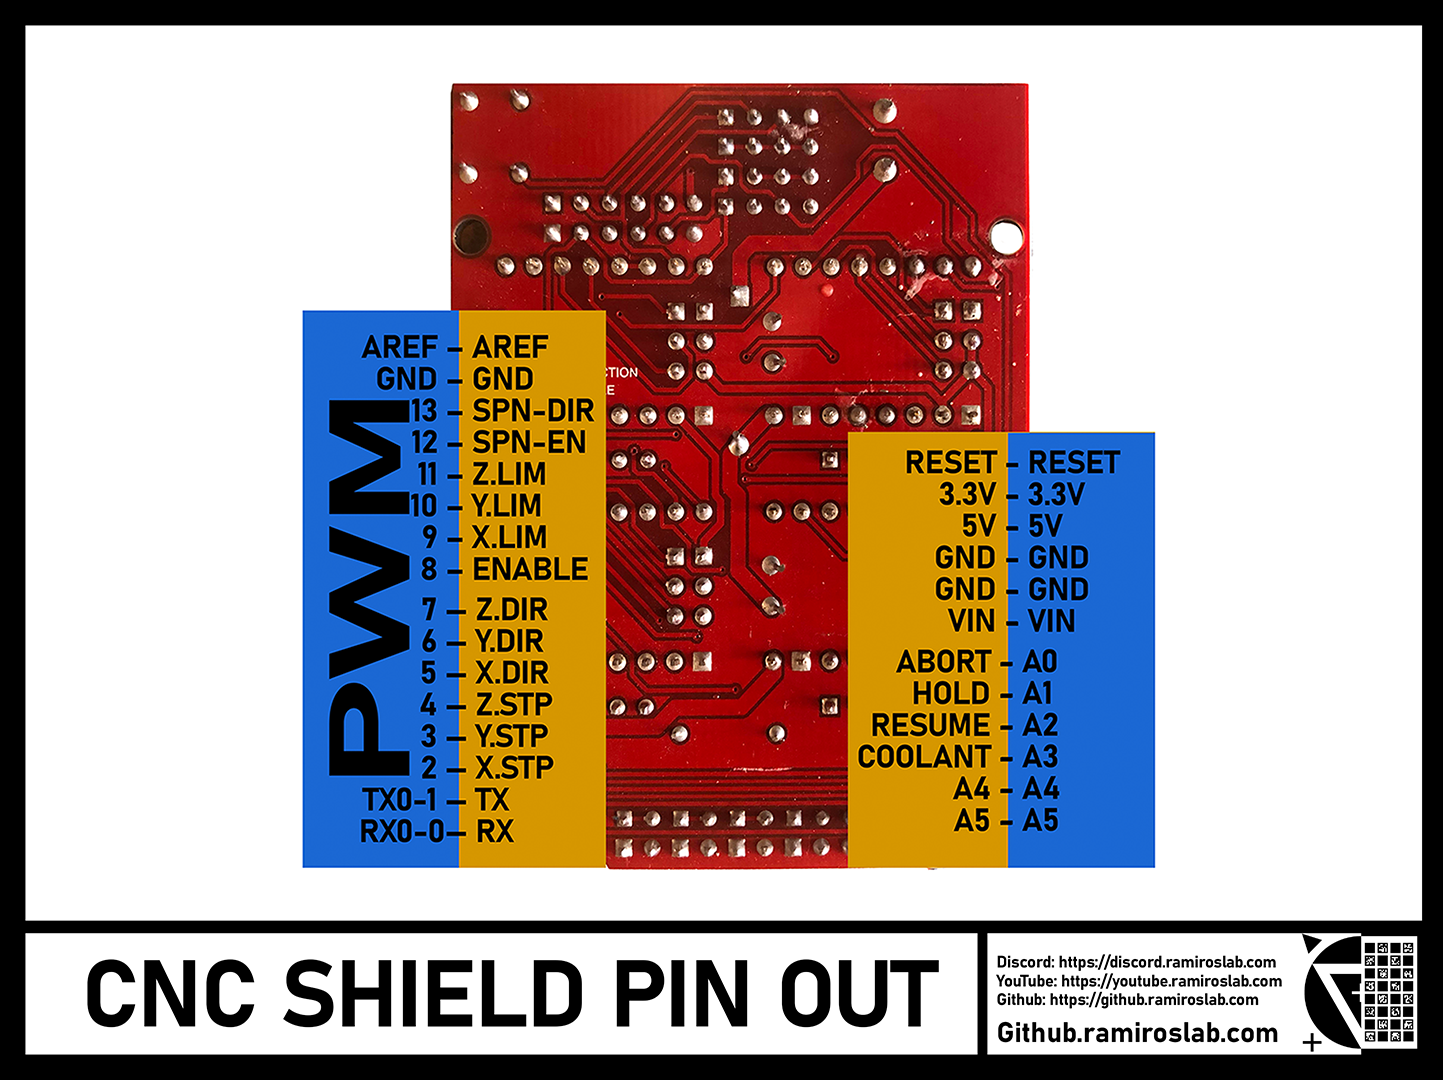 CTION
E
AREF – AREF
GND – GND
13 – SPN-DIR
12 – SPN-EN
11 – Z.LIM
10 – Y.LIM
9 – X.LIM
8 – ENABLE
7 – Z.DIR
6 – Y.DIR
5 – X.DIR
4 – Z.STP
3 – Y.STP
2 – X.STP
TX0-1 – TX
RX0-0– RX
PWM
RESET - RESET
3.3V - 3.3V
5V - 5V
GND - GND
GND - GND
VIN - VIN
ABORT - A0
HOLD - A1
RESUME - A2
COOLANT - A3
A4 - A4
A5 - A5
CNC SHIELD PIN OUT
Discord: https://discord.ramiroslab.com
YouTube: https://youtube.ramiroslab.com
Github: https://github.ramiroslab.com
Github.ramiroslab.com